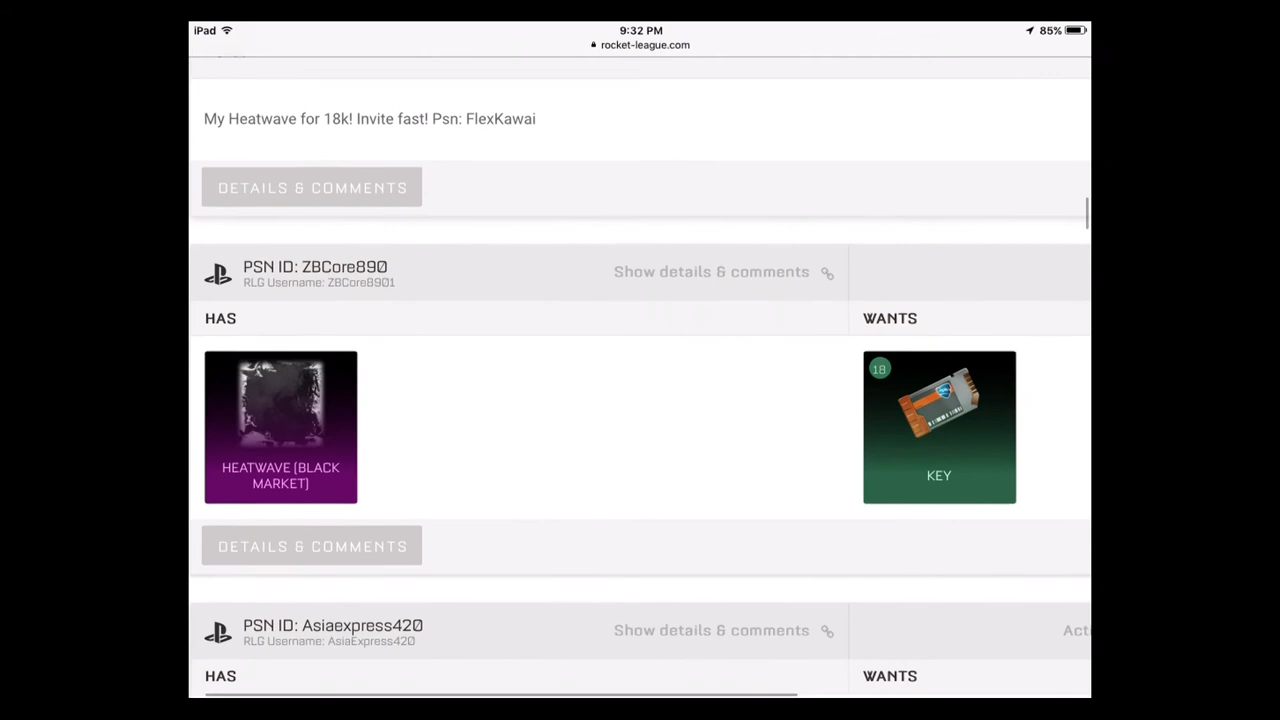 iPad
9:32 PM
85%
rocket-league.com
My Heatwave for 18k! Invite fast! Psn: FlexKawai
DETAILS & COMMENTS
PSN ID: ZBCore890
RLG Username: ZBCore8901
Show details & comments
HAS
WANTS
HEATWAVE (BLACK
MARKET)
18
KEY
DETAILS & COMMENTS
PSN ID: Asiaexpress420
RLG Username: AsiaExpress420
Show details & comments
Acti
HAS
WANTS